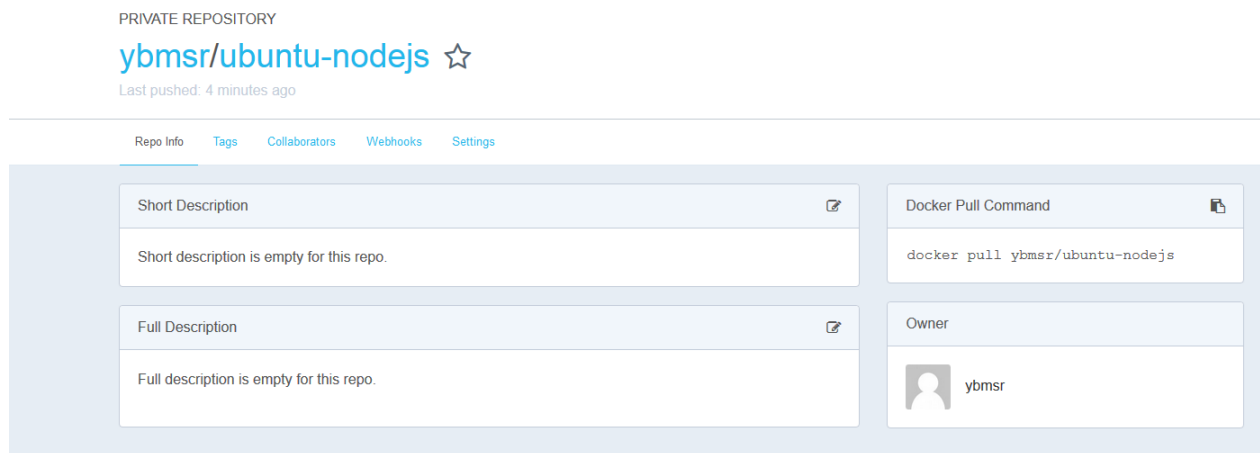 PRIVATE REPOSITORY
ybmsr/ubuntu-nodejs
Last pushed: 4 minutes ago
Repo Info Tags Collaborators Webhooks Settings
Short Description
Short description is empty for this repo.
Full Description
Full description is empty for this repo.
Docker Pull Command
docker pull ybmsr/ubuntu-nodejs
Owner
ybmsr